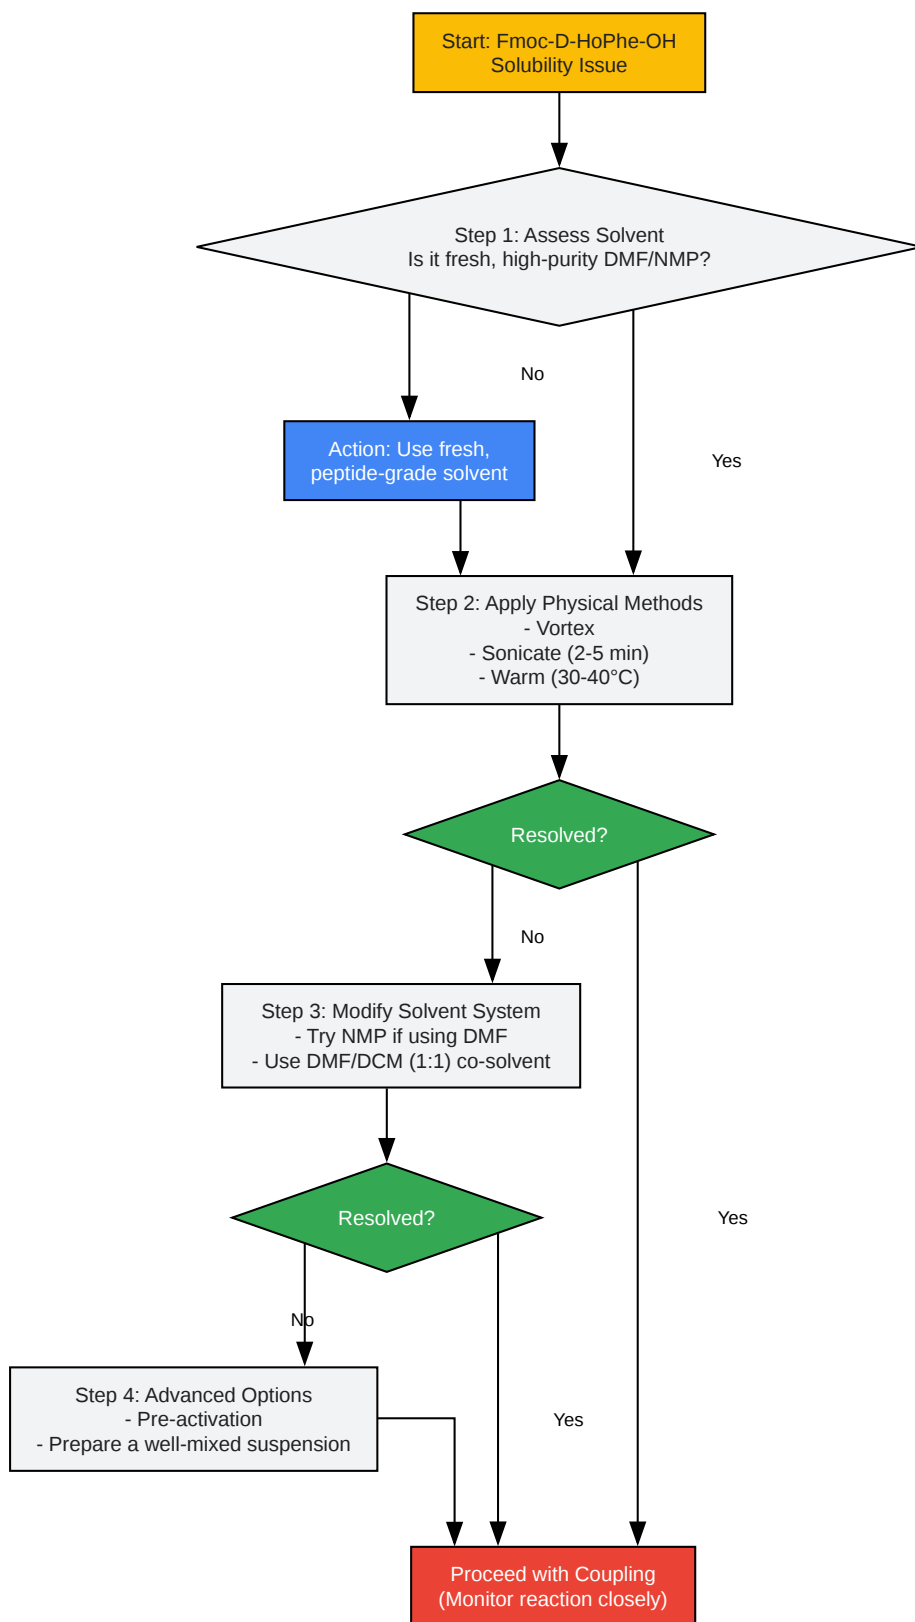 Start: Fmoc-D-HoPhe-OH
Solubility Issue
Step 1: Assess Solvent
Is it fresh, high-purity DMF/NMP?
No
Yes
Action: Use fresh,
peptide-grade solvent
Step 2: Apply Physical Methods
- Vortex
- Sonicate (2-5 min)
- Warm (30-40°C)
Resolved?
No
Step 3: Modify Solvent System
- Try NMP if using DMF
- Use DMF/DCM (1:1) co-solvent
Resolved?
Yes
No
Step 4: Advanced Options
- Pre-activation
- Prepare a well-mixed suspension
Yes
Proceed with Coupling
(Monitor reaction closely)